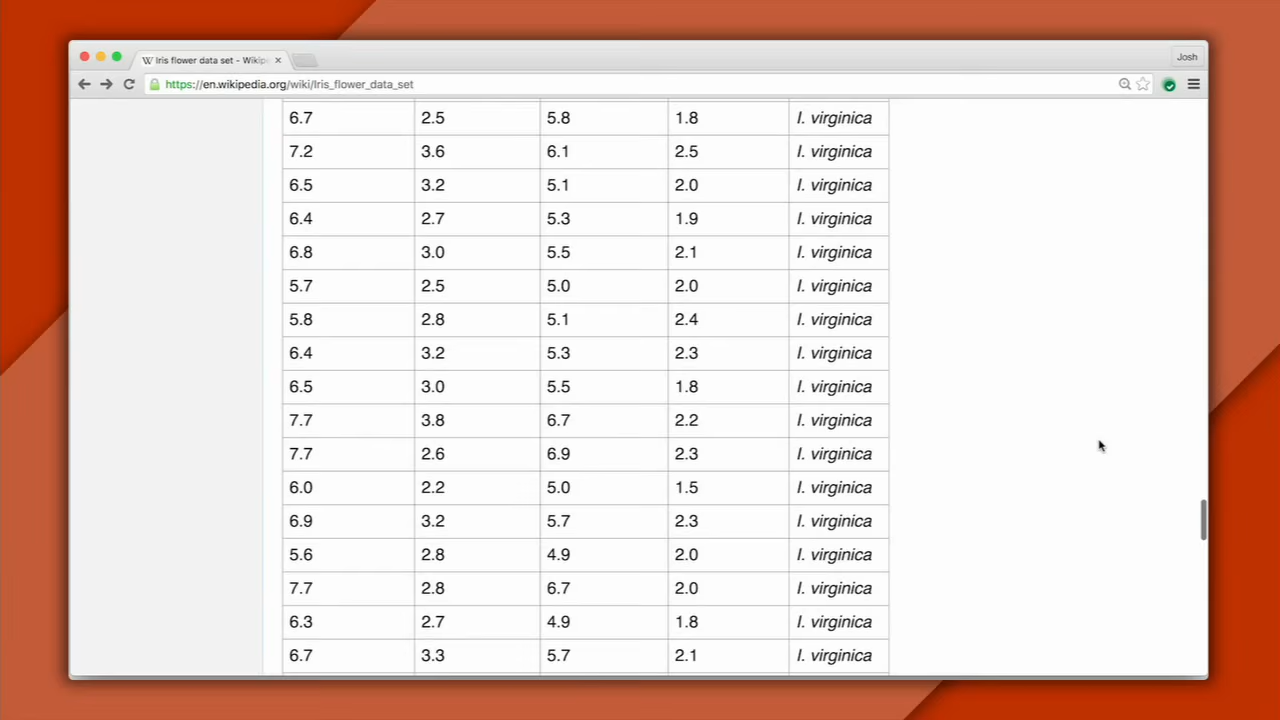 Iris flower data set - Wikip
Josh
https://en.wikipedia.org/wiki/Iris_flower_data_set
6.7 2.5 5.8 1.8 I. virginica
7.2 3.6 6.1 2.5 I. virginica
6.5 3.2 5.1 2.0 I. virginica
6.4 2.7 5.3 1.9 I. virginica
6.8 3.0 5.5 2.1 I. virginica
5.7 2.5 5.0 2.0 I. virginica
5.8 2.8 5.1 2.4 I. virginica
6.4 3.2 5.3 2.3 I. virginica
6.5 3.0 5.5 1.8 I. virginica
7.7 3.8 6.7 2.2 I. virginica
7.7 2.6 6.9 2.3 I. virginica
6.0 2.2 5.0 1.5 I. virginica
6.9 3.2 5.7 2.3 I. virginica
5.6 2.8 4.9 2.0 I. virginica
7.7 2.8 6.7 2.0 I. virginica
6.3 2.7 4.9 1.8 I. virginica
6.7 3.3 5.7 2.1 I. virginica